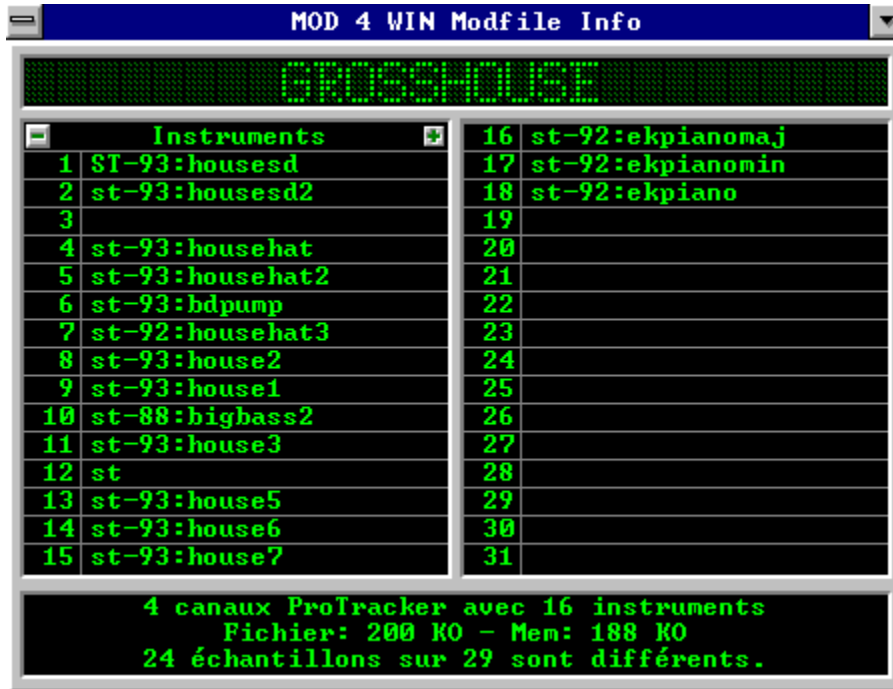 MOD 4 WIN Modfile Info
GROSSHOUSE
Instruments
1 ST-93:housesd
2 st-93:housesd2
3
4 st-93:househat
5 st-93:househat2
6 st-93:bdpump
7 st-92:househat3
8 st-93:house2
9 st-93:house1
10 st-88:bigbass2
11 st-93:house3
12 st
13 st-93:house5
14 st-93:house6
15 st-93:house7
16 st-92:ekpianomaj
17 st-92:ekpianomin
18 st-92:ekpiano
19
20
21
22
23
24
25
26
27
28
29
30
31
4 canaux ProTracker avec 16 instruments
Fichier: 200 KO - Mem: 188 KO
24 échantillons sur 29 sont différents.